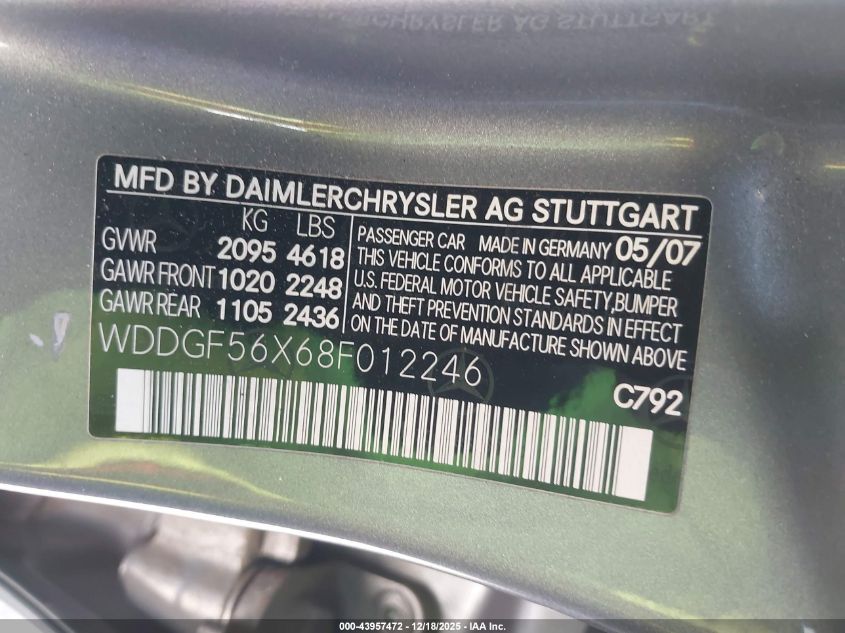 MFD BY DAIMLERCHRYSLER AG STUTTGART
KG LBS
GVWR 2095 4618
GAWR FRONT 1020 2248
GAWR REAR 1105 2436
PASSENGER CAR MADE IN GERMANY 05/07
THIS VEHICLE CONFORMS TO ALL APPLICABLE
U.S. FEDERAL MOTOR VEHICLE SAFETY,BUMPER
AND THEFT PREVENTION STANDARDS IN EFFECT
ON THE DATE OF MANUFACTURE SHOWN ABOVE
WDDGF56X68F012246
C792
000-43957472 - 12/18/2025 - IAA Inc.